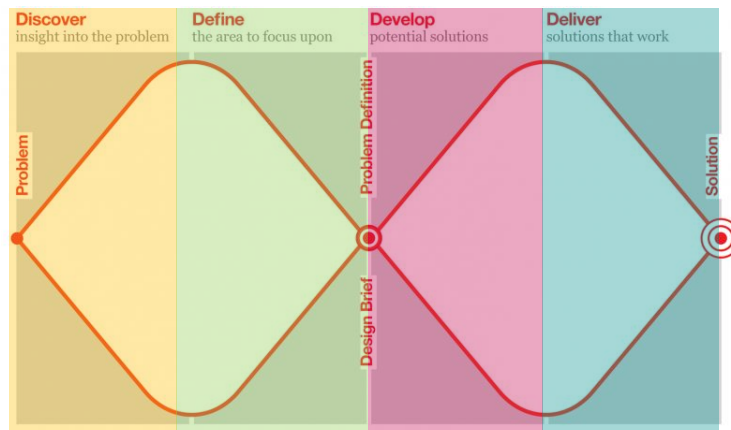 Discover
insight into the problem
Define
the area to focus upon
Develop
potential solutions
Deliver
solutions that work
Problem
Problem Definition
Design Brief
Solution